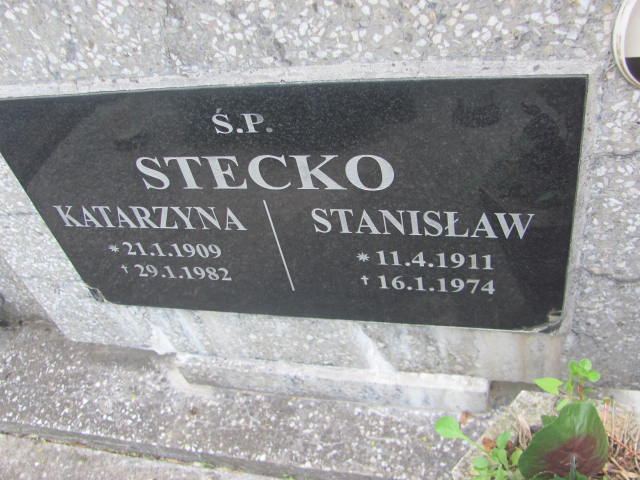 Ś.P.
STECKO
KATARZYNA
* 21.1.1909
† 29.1.1982
STANISŁAW
* 11.4.1911
† 16.1.1974